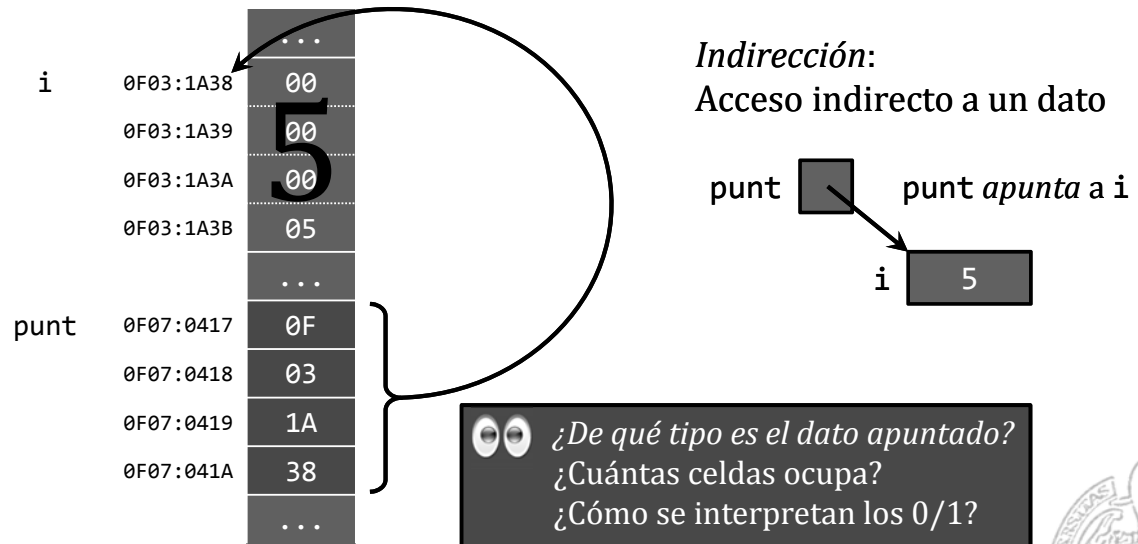 ...
i 0F03:1A38 00
0F03:1A39 00
0F03:1A3A 00
0F03:1A3B 05
5
...
punt 0F07:0417 0F
0F07:0418 03
0F07:0419 1A
0F07:041A 38
...
Indirección:
Acceso indirecto a un dato
punt punt apunta a i
i 5
¿De qué tipo es el dato apuntado?
¿Cuántas celdas ocupa?
¿Cómo se interpretan los 0/1?